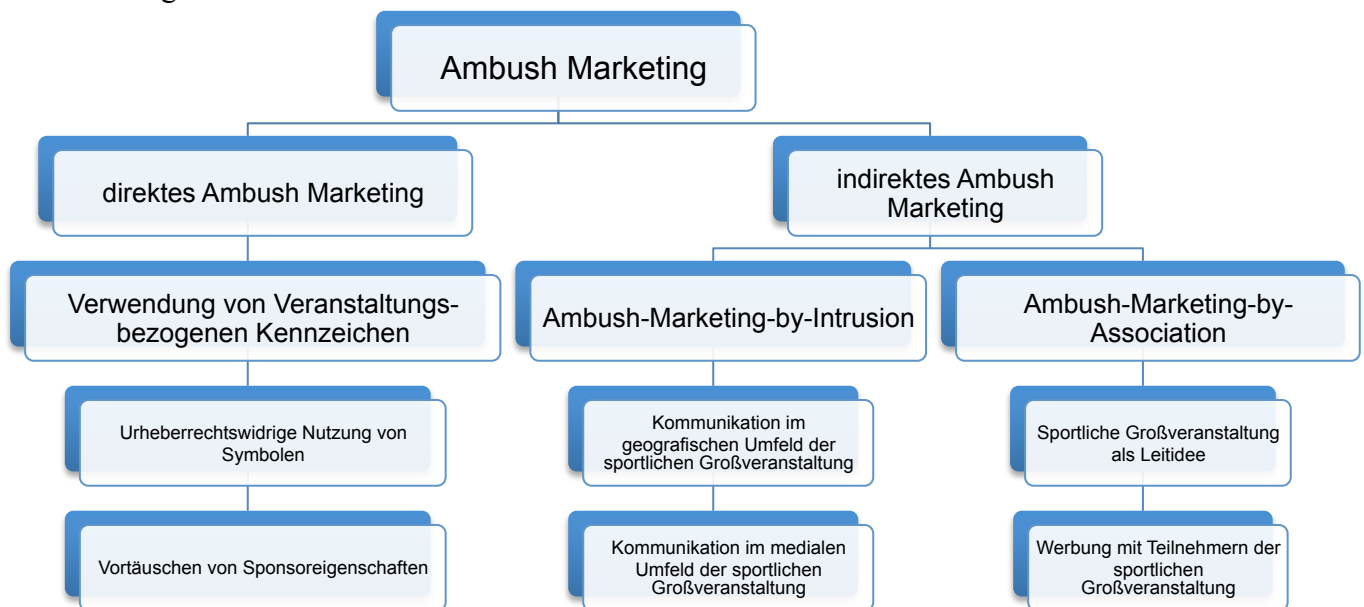 Ambush Marketing
direktes Ambush Marketing
indirektes Ambush
Marketing
Verwendung von Veranstaltungs-
bezogenen Kennzeichen
Ambush-Marketing-by-Intrusion
Ambush-Marketing-by-
Association
Urheberrechtswidrige Nutzung von
Symbolen
Kommunikation im
geografischen Umfeld der
sportlichen Großveranstaltung
Sportliche Großveranstaltung
als Leitidee
Vortäuschen von Sponsoreigenschaften
Kommunikation im medialen
Umfeld der sportlichen
Großveranstaltung
Werbung mit Teilnehmern der
sportlichen
Großveranstaltung